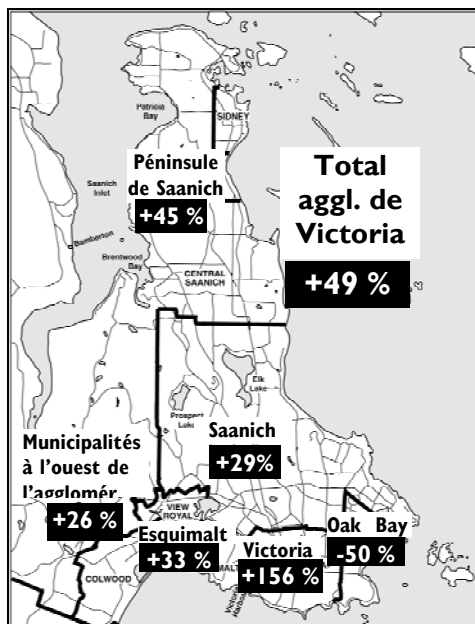 Patricia
Bay
SIDNEY
Péninsule
de Saanich
+45 %
Saanich
Inlet
Total
aggl. de
Victoria
+49 %
Bamberton
Brentwood
Bay
CENTRAL
SAANICH
Elk
Lake
Prospect
Lake
Saanich
+29%
Municipalités
à l'ouest de
l'agglomér.
+26 %
VIEW
ROYAL
Esquimalt
+33 %
Victoria
+156 %
Oak Bay
-50 %
COLWOOD